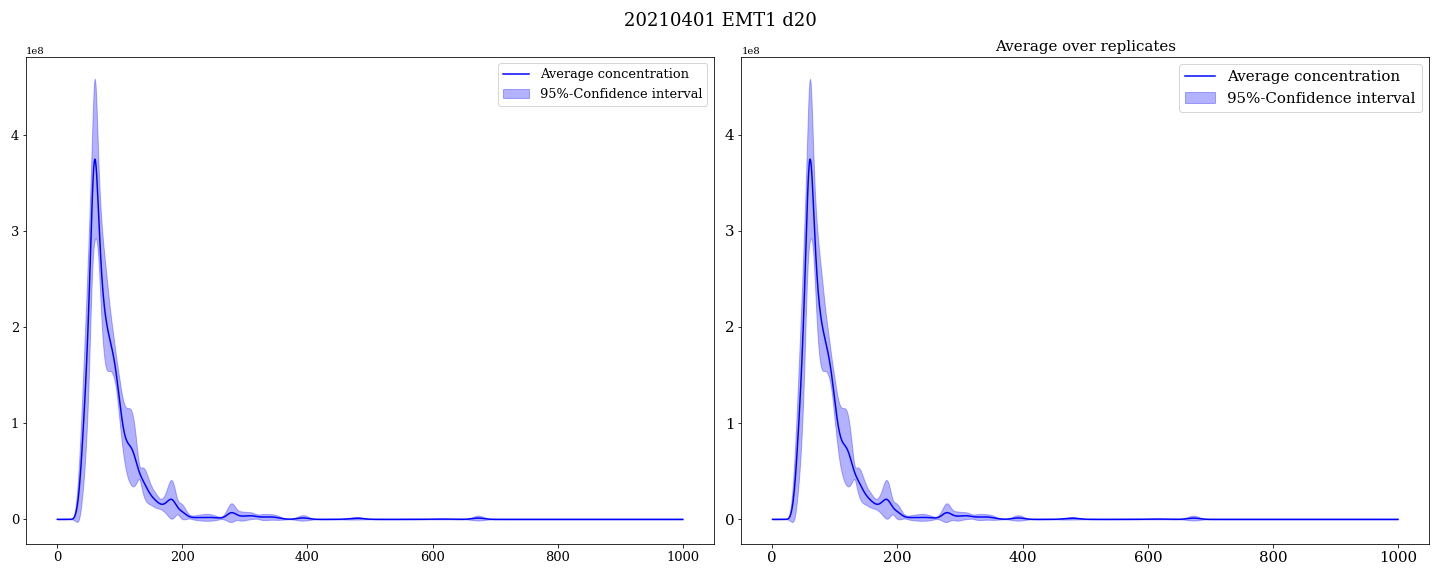 20210401 EMT1 d20
1e8
Average concentration
95%-Confidence interval
4
3
2
1
0
0 200 400 600 800 1000
Average over replicates
1e8
Average concentration
95%-Confidence interval
4
3
2
1
0
0 200 400 600 800 1000